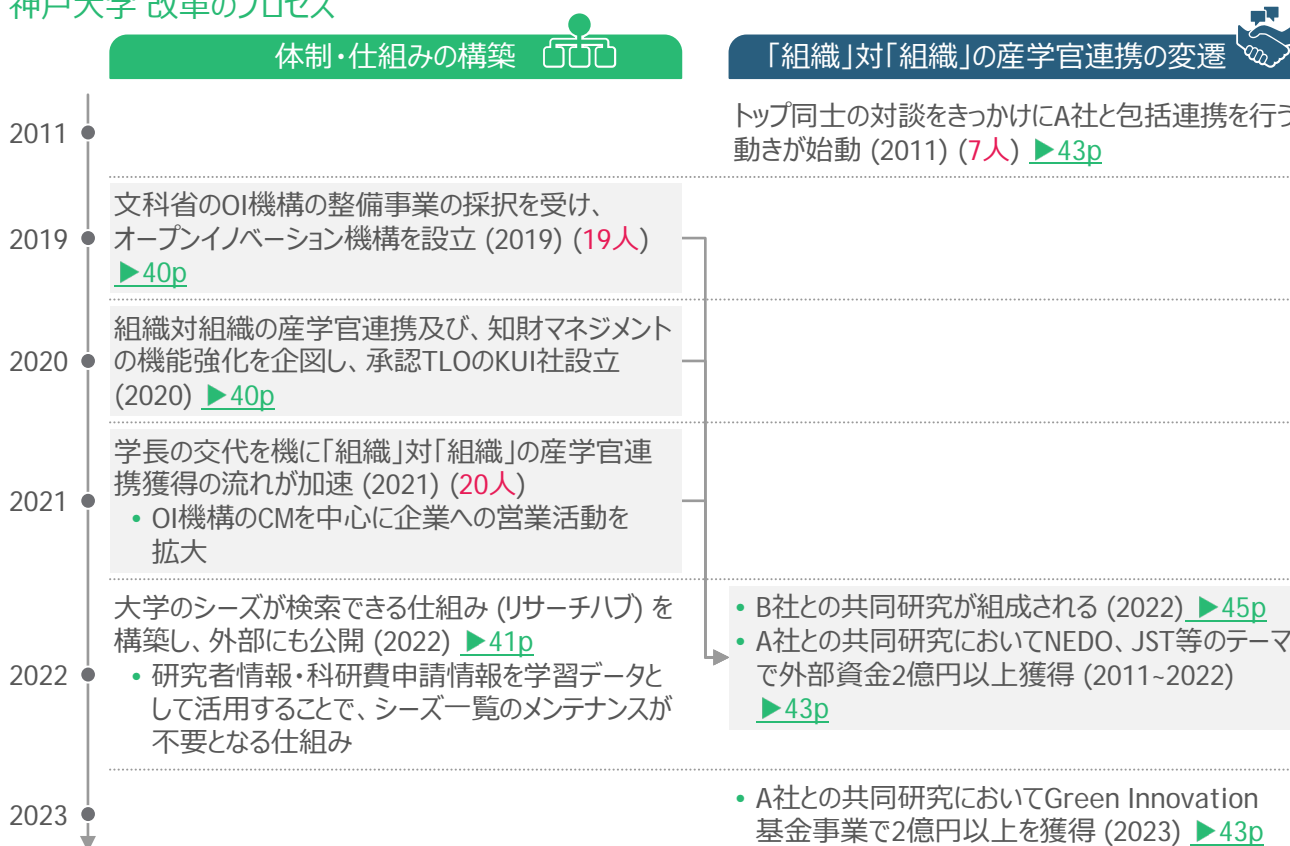 神戸大学 改革のプロセス
体制・仕組みの構築
「組織」対「組織」の産学官連携の変遷
2011
トップ同士の対談をきっかけにA社と包括連携を行う
動きが始動 (2011) (7人) ▶43p
2019
文科省のOI機構の整備事業の採択を受け、
オープンイノベーション機構を設立 (2019) (19人)
▶40p
2020
組織対組織の産学官連携及び、知財マネジメント
の機能強化を企図し、承認TLOのKUI社設立
(2020) ▶40p
2021
学長の交代を機に「組織」対「組織」の産学官連
携獲得の流れが加速 (2021) (20人)
• OI機構のCMを中心に企業への営業活動を
拡大
2022
大学のシーズが検索できる仕組み (リサーチハブ) を
構築し、外部にも公開 (2022) ▶41p
• 研究者情報・科研費申請情報を学習データと
して活用することで、シーズ一覧のメンテナンスが
不要となる仕組み
• B社との共同研究が組成される (2022) ▶45p
• A社との共同研究においてNEDO、JST等のテーマ
で外部資金2億円以上獲得 (2011~2022)
▶43p
2023
• A社との共同研究においてGreen Innovation
基金事業で2億円以上を獲得 (2023) ▶43p